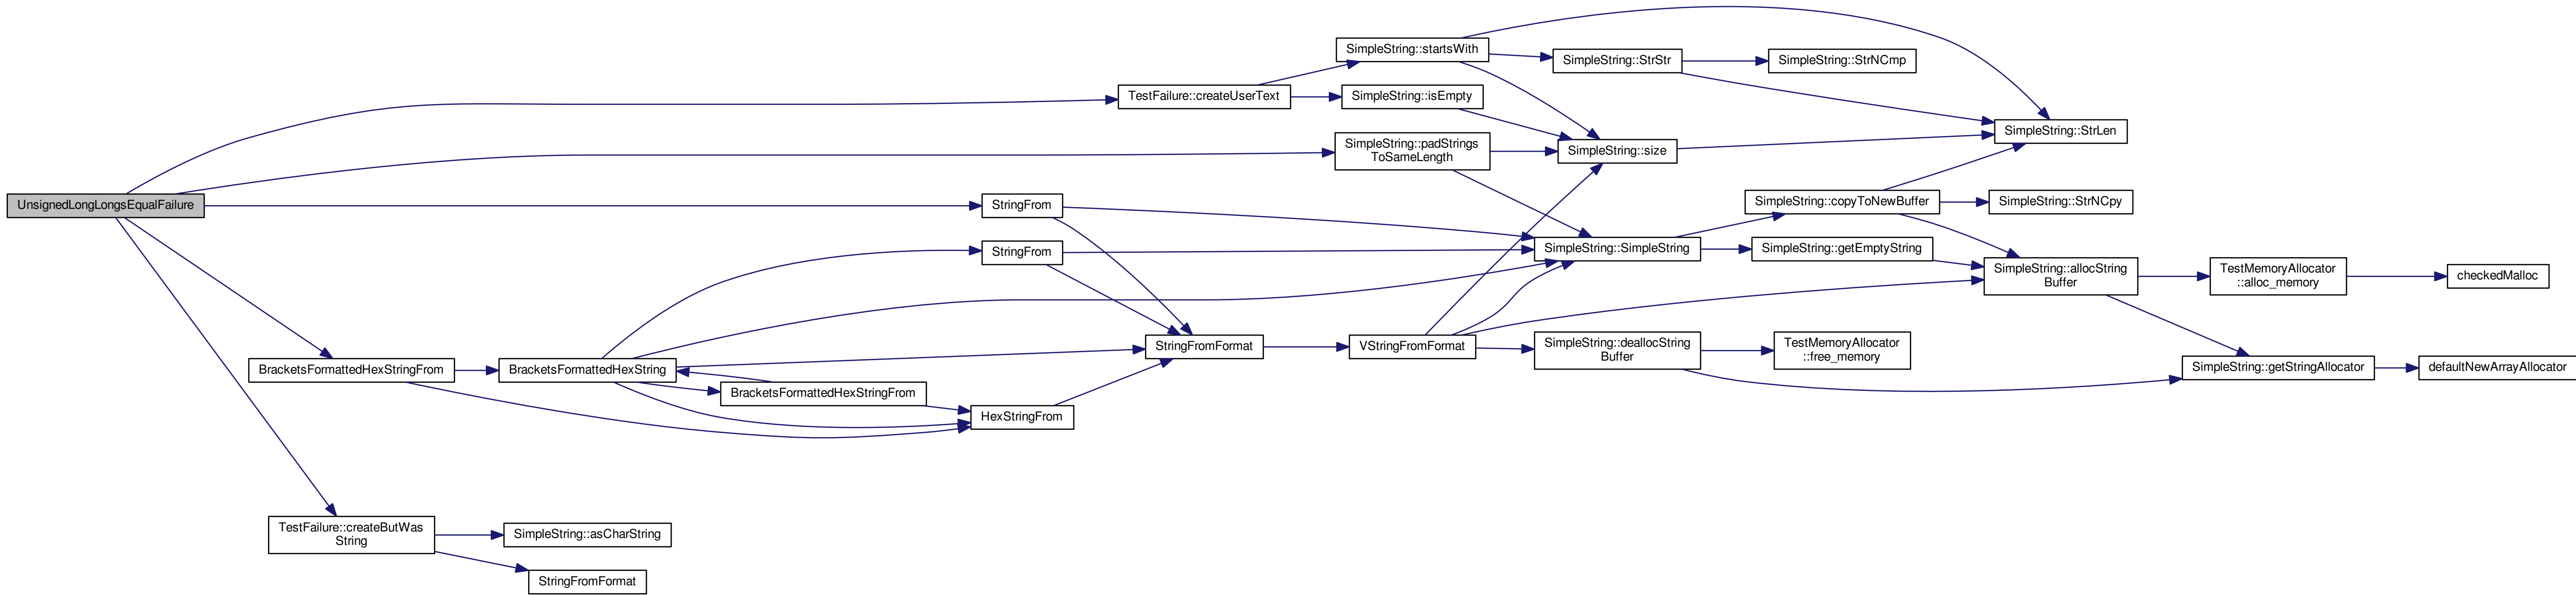 UnsignedLongLongsEqualFailure
TestFailure::createUserText
SimpleString::startsWith
SimpleString::isEmpty
SimpleString::padStrings
ToSameLength
SimpleString::StrStr
SimpleString::StrNCmp
SimpleString::size
SimpleString::StrLen
StringFrom
StringFrom
SimpleString::SimpleString
SimpleString::copyToNewBuffer
SimpleString::StrNCpy
SimpleString::getEmptyString
SimpleString::allocString
Buffer
TestMemoryAllocator
::alloc_memory
checkedMalloc
BracketsFormattedHexStringFrom
BracketsFormattedHexString
BracketsFormattedHexStringFrom
HexStringFrom
StringFromFormat
VStringFromFormat
SimpleString::deallocString
Buffer
TestMemoryAllocator
::free_memory
SimpleString::getStringAllocator
defaultNewArrayAllocator
TestFailure::createButWas
String
SimpleString::asCharString
StringFromFormat